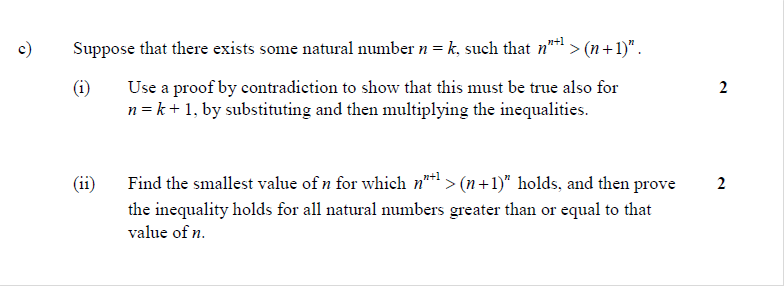 c) Suppose that there exists some natural number n = k, such that nⁿ⁺¹ > (n+1)ⁿ.
(i) Use a proof by contradiction to show that this must be true also for 2
n = k + 1, by substituting and then multiplying the inequalities.
(ii) Find the smallest value of n for which nⁿ⁺¹ > (n+1)ⁿ holds, and then prove 2
the inequality holds for all natural numbers greater than or equal to that
value of n.